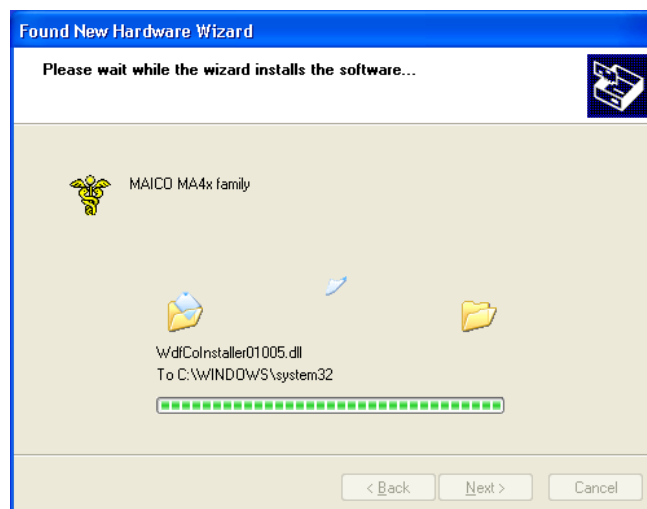 Found New Hardware Wizard
Please wait while the wizard installs the software...
MAICO MA4x family
WdfCoInstaller01005.dll
To C:\WINDOWS\system32
< Back Next > Cancel